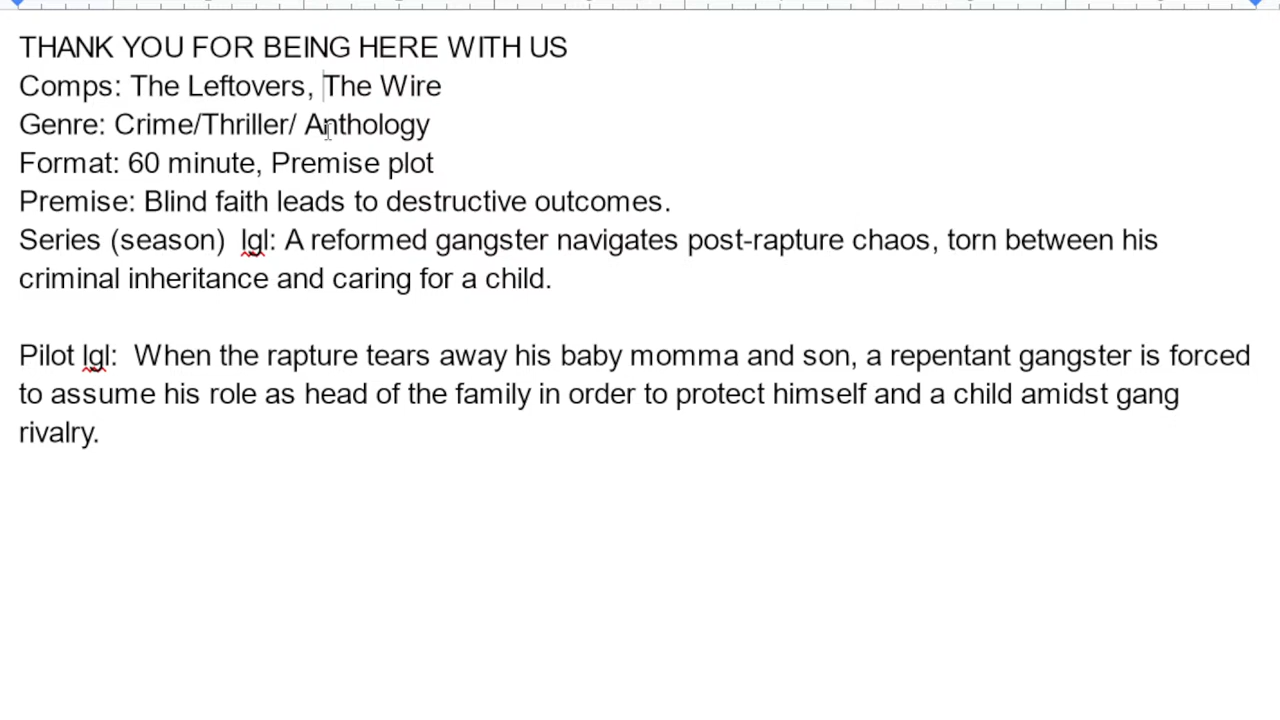 THANK YOU FOR BEING HERE WITH US
Comps: The Leftovers, The Wire
Genre: Crime/Thriller/ Anthology
Format: 60 minute, Premise plot
Premise: Blind faith leads to destructive outcomes.
Series (season)  lgl: A reformed gangster navigates post-rapture chaos, torn between his
criminal inheritance and caring for a child.
Pilot lgl:  When the rapture tears away his baby momma and son, a repentant gangster is forced
to assume his role as head of the family in order to protect himself and a child amidst gang
rivalry.